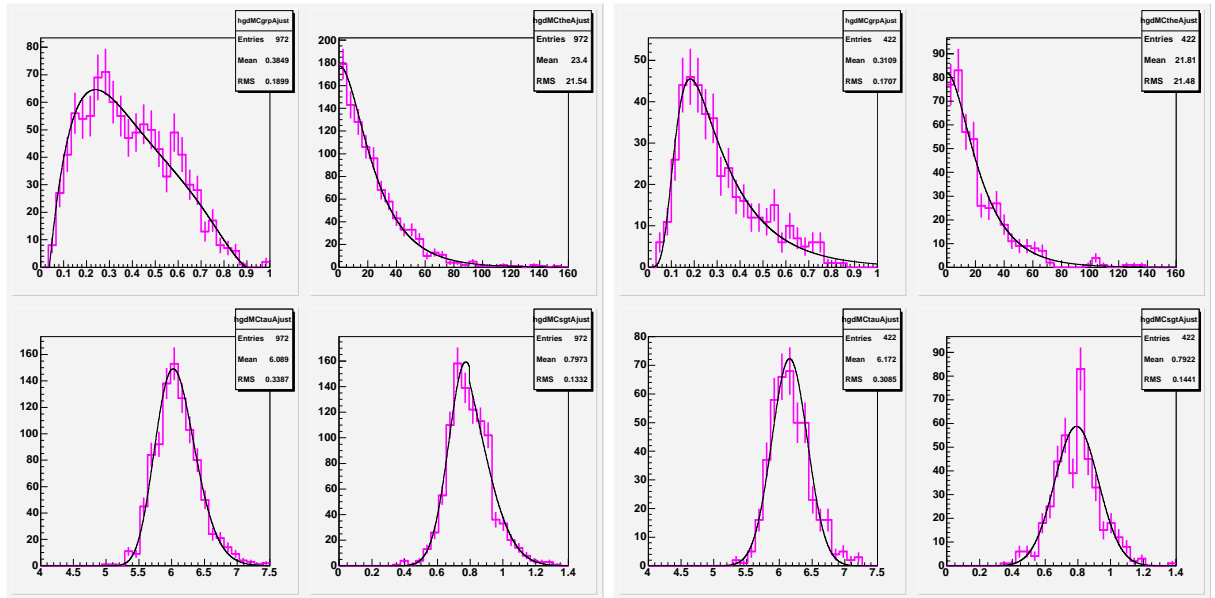 hgdMCgrpAjust
Entries 972
Mean 0.3849
RMS 0.1899
80
70
60
50
40
30
20
10
0
0 0.1 0.2 0.3 0.4 0.5 0.6 0.7 0.8 0.9 1
hgdMCtheAjust
Entries 972
Mean 23.4
RMS 21.54
200
180
160
140
120
100
80
60
40
20
0
0 20 40 60 80 100 120 140 160
hgdMCgrpAjust
Entries 422
Mean 0.3109
RMS 0.1707
50
40
30
20
10
0
0 0.1 0.2 0.3 0.4 0.5 0.6 0.7 0.8 0.9 1
hgdMCtheAjust
Entries 422
Mean 21.81
RMS 21.48
90
80
70
60
50
40
30
20
10
0
0 20 40 60 80 100 120 140 160
hgdMCtauAjust
Entries 972
Mean 6.089
RMS 0.3387
160
140
120
100
80
60
40
20
0
4 4.5 5 5.5 6 6.5 7 7.5
hgdMCsgtAjust
Entries 972
Mean 0.7973
RMS 0.1332
160
140
120
100
80
60
40
20
0
0 0.2 0.4 0.6 0.8 1 1.2 1.4
hgdMCtauAjust
Entries 422
Mean 6.172
RMS 0.3085
80
70
60
50
40
30
20
10
0
4 4.5 5 5.5 6 6.5 7 7.5
hgdMCsgtAjust
Entries 422
Mean 0.7922
RMS 0.1441
90
80
70
60
50
40
30
20
10
0
0 0.2 0.4 0.6 0.8 1 1.2 1.4